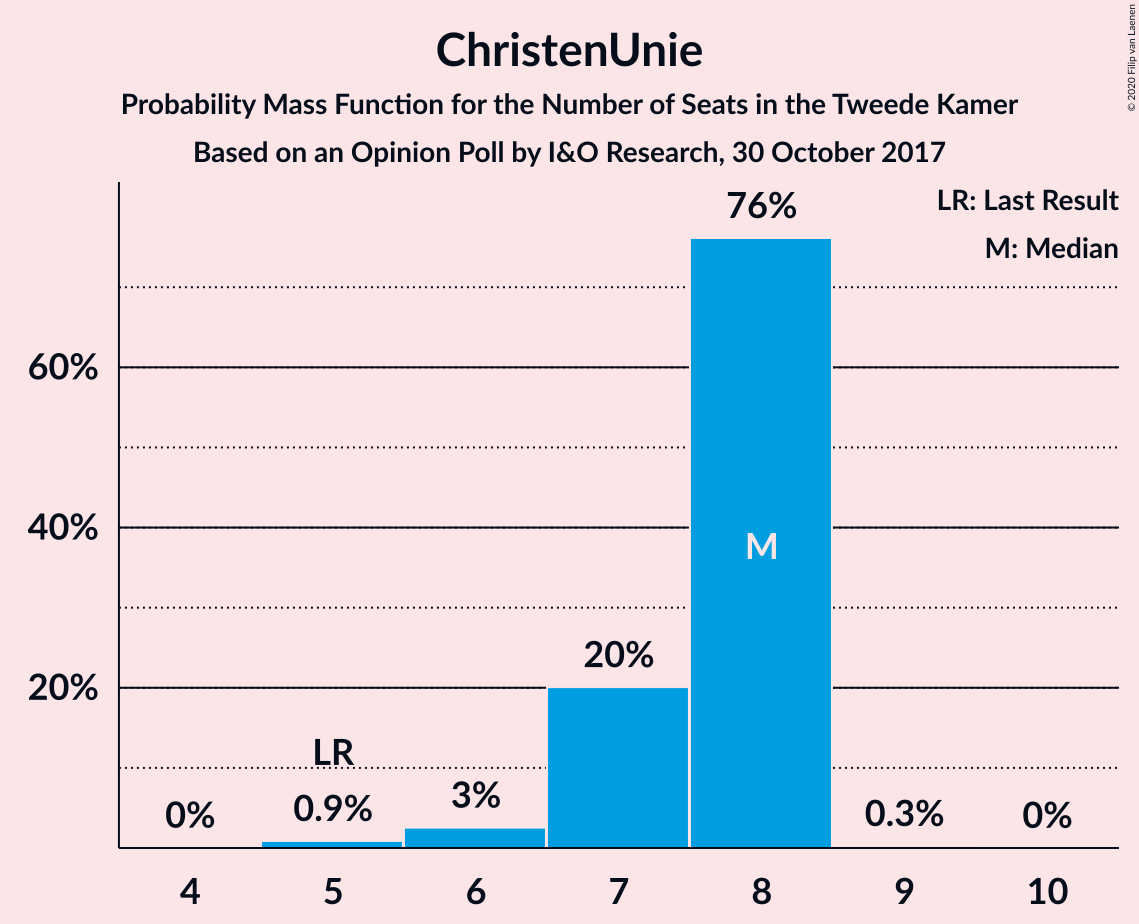 ChristenUnie
Probability Mass Function for the Number of Seats in the Tweede Kamer
Based on an Opinion Poll by I&O Research, 30 October 2017
© 2020 Filip van Laenen
LR: Last Result
M: Median
76%
60%
40%
M
20%
20%
LR
0%
0.9%
3%
0.3%
0%
4
5
6
7
8
9
10